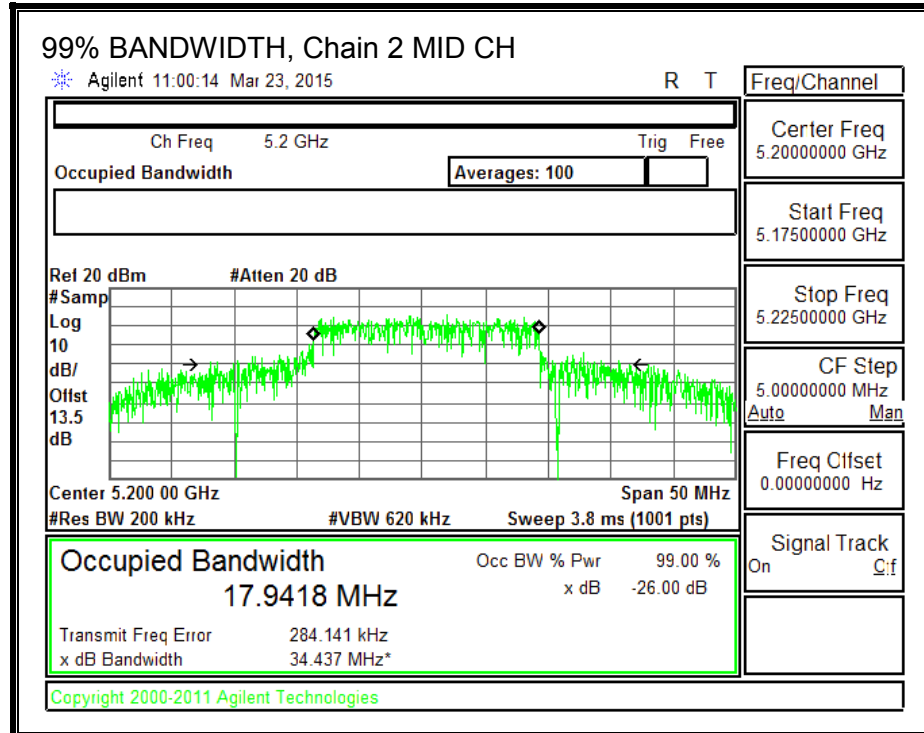 99% BANDWIDTH, Chain 2 MID CH
Agilent 11:00:14 Mar 23, 2015 R T
Freq/Channel
Ch Freq 5.2 GHz Trig Free
Occupied Bandwidth Averages: 100
Center Freq
5.20000000 GHz
Start Freq
5.17500000 GHz
Stop Freq
5.22500000 GHz
CF Step
5.00000000 MHz
Auto Man
Freq Offset
0.00000000 Hz
Signal Track
On Off
Ref 20 dBm #Atten 20 dB
#Samp
Log
10
dB/
Offst
13.5
dB
Center 5.200 00 GHz Span 50 MHz
#Res BW 200 kHz #VBW 620 kHz Sweep 3.8 ms (1001 pts)
Occupied Bandwidth
17.9418 MHz
Occ BW % Pwr 99.00 %
x dB -26.00 dB
Transmit Freq Error 284.141 kHz
x dB Bandwidth 34.437 MHz*
Copyright 2000-2011 Agilent Technologies